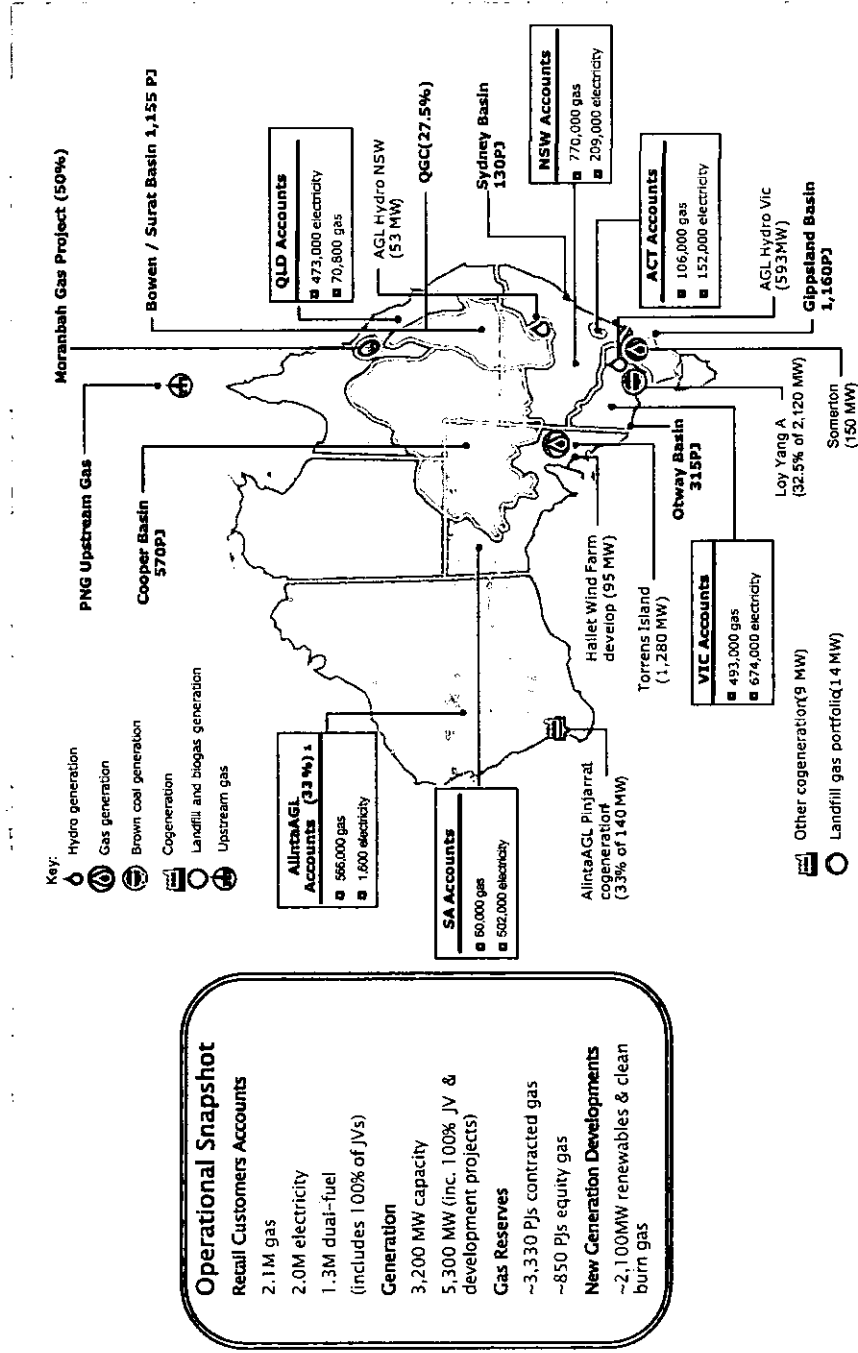 Operational Snapshot
Retail Customers Accounts
2.1M gas
2.0M electricity
1.3M dual-fuel
(includes 100% of JVs)
Generation
3,200 MW capacity
5,300 MW (inc. 100% JV &
development projects)
Gas Reserves
~3,330 PJs contracted gas
~850 PJs equity gas
New Generation Developments
~2,100MW renewables & clean
burn gas
Key:
Hydro generation
Gas generation
Brown coal generation
Cogeneration
Landfill and biogas generation
Upstream gas
PNG Upstream Gas
Moranbah Gas Project (50%)
Cooper Basin
570PJ
Bowen / Surat Basin 1,155 PJ
QLD Accounts
473,000 electricity
70,800 gas
AGL Hydro NSW
(53 MW)
QGC(27.5%)
Sydney Basin
130PJ
NSW Accounts
770,000 gas
209,000 electricity
ACT Accounts
106,000 gas
152,000 electricity
AGL Hydro Vic
(593MW)
Gippsland Basin
1,160PJ
AlintaAGL
Accounts (33%) 1
566,000 gas
1,600 electricity
SA Accounts
60,000 gas
502,000 electricity
AlintaAGL Pinjarral
cogeneration
(33% of 140 MW)
Hallet Wind Farm
develop (95 MW)
Torrens Island
(1,280 MW)
Otway Basin
315PJ
VIC Accounts
493,000 gas
674,000 electricity
Loy Yang A
(32.5% of 2,120 MW)
Somerton
(150 MW)
Other cogeneration(9 MW)
Landfill gas portfolio(14 MW)